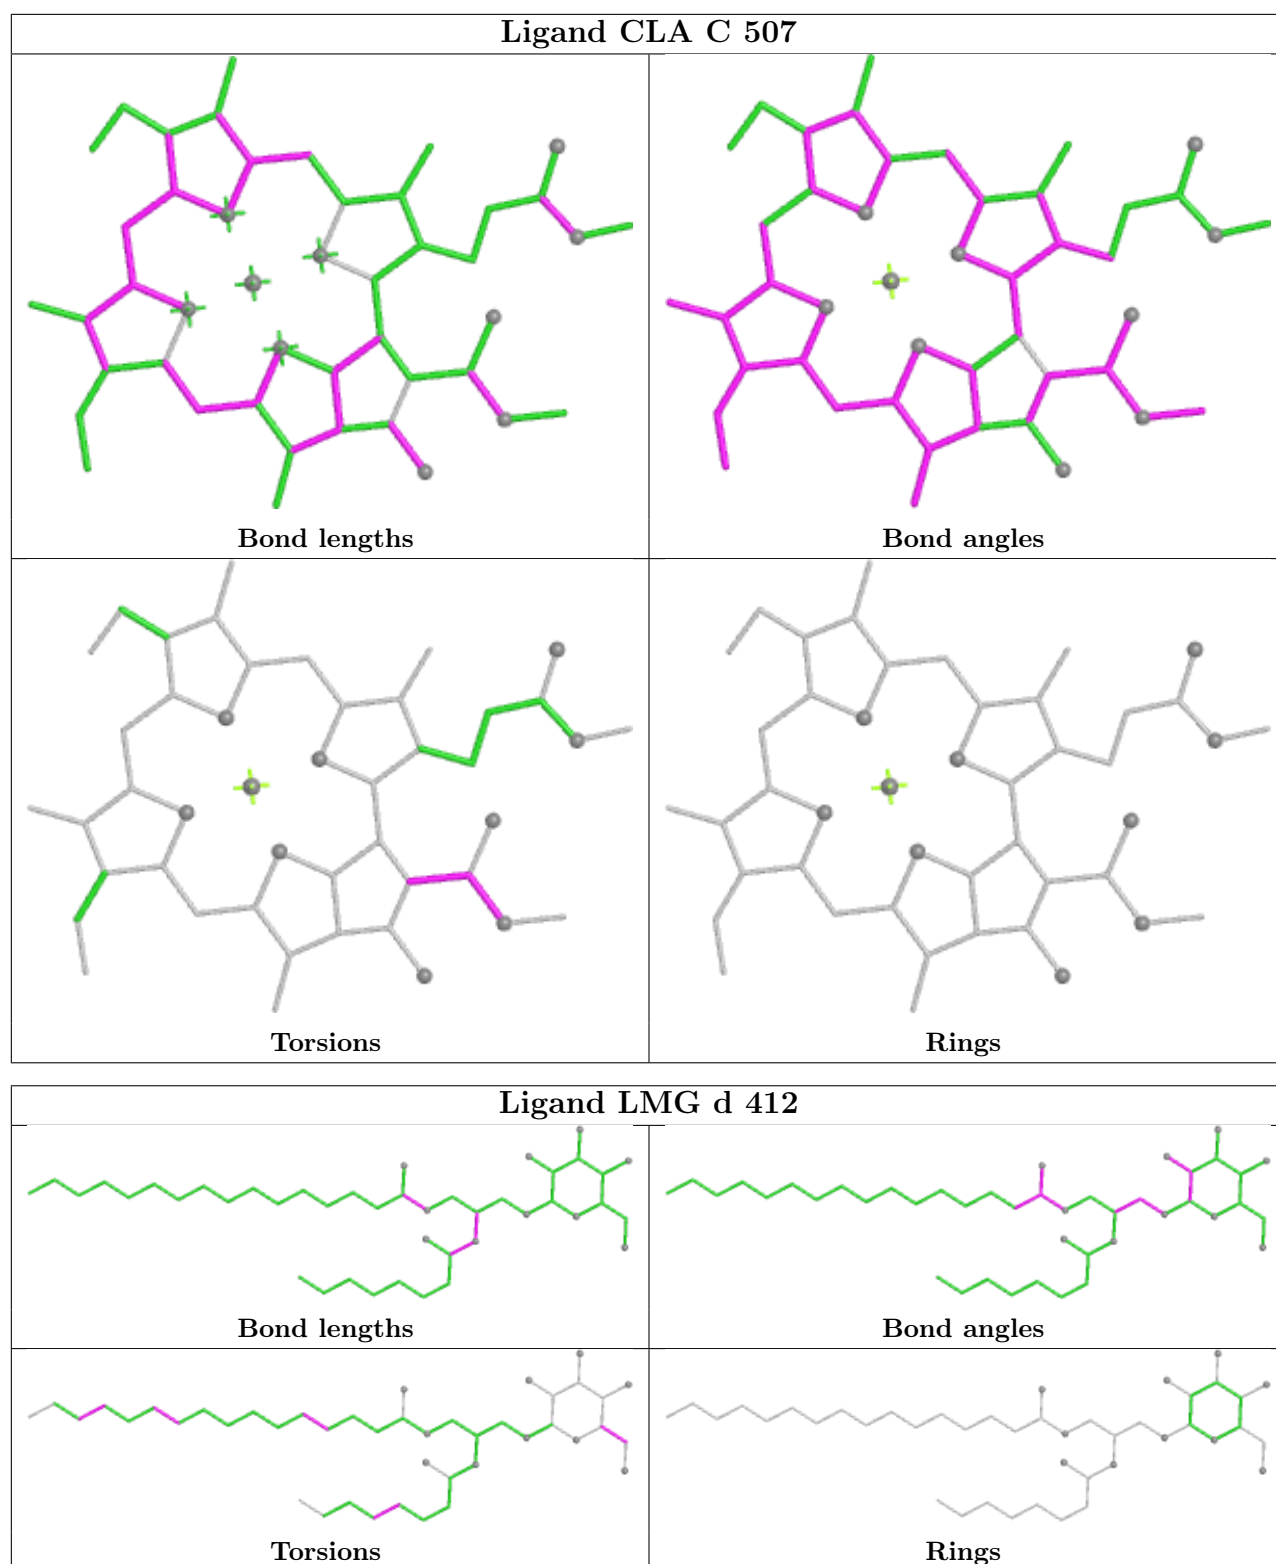 Ligand CLA C 507
Bond lengths
Bond angles
Torsions
Rings
Ligand LMG d 412
Bond lengths
Bond angles
Torsions
Rings